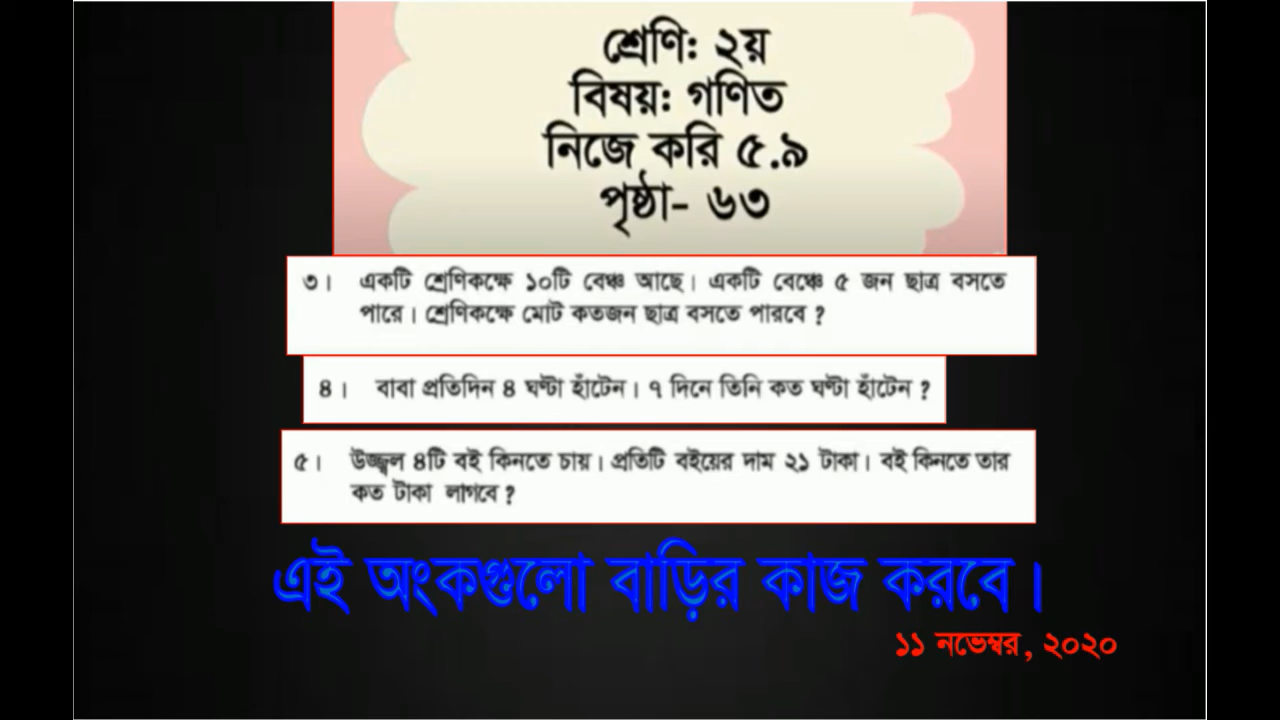 শ্রেণি: ২য়
বিষয়: গণিত
নিজে করি ৫.৯
পৃষ্ঠা- ৬৩
৩। একটি শ্রেণিকক্ষে ১০টি বেঞ্চ আছে। একটি বেঞ্চে ৫ জন ছাত্র বসতে
পারে। শ্রেণিকক্ষে মোট কতজন ছাত্র বসতে পারবে ?
৪। বাবা প্রতিদিন ৪ ঘণ্টা হাঁটেন। ৭ দিনে তিনি কত ঘণ্টা হাঁটেন ?
৫। উজ্জ্বল ৪টি বই কিনতে চায়। প্রতিটি বইয়ের দাম ২১ টাকা। বই কিনতে তার
কত টাকা লাগবে ?
এই অংকগুলো বাড়ির কাজ করবে।
১১ নভেম্বর, ২০২০